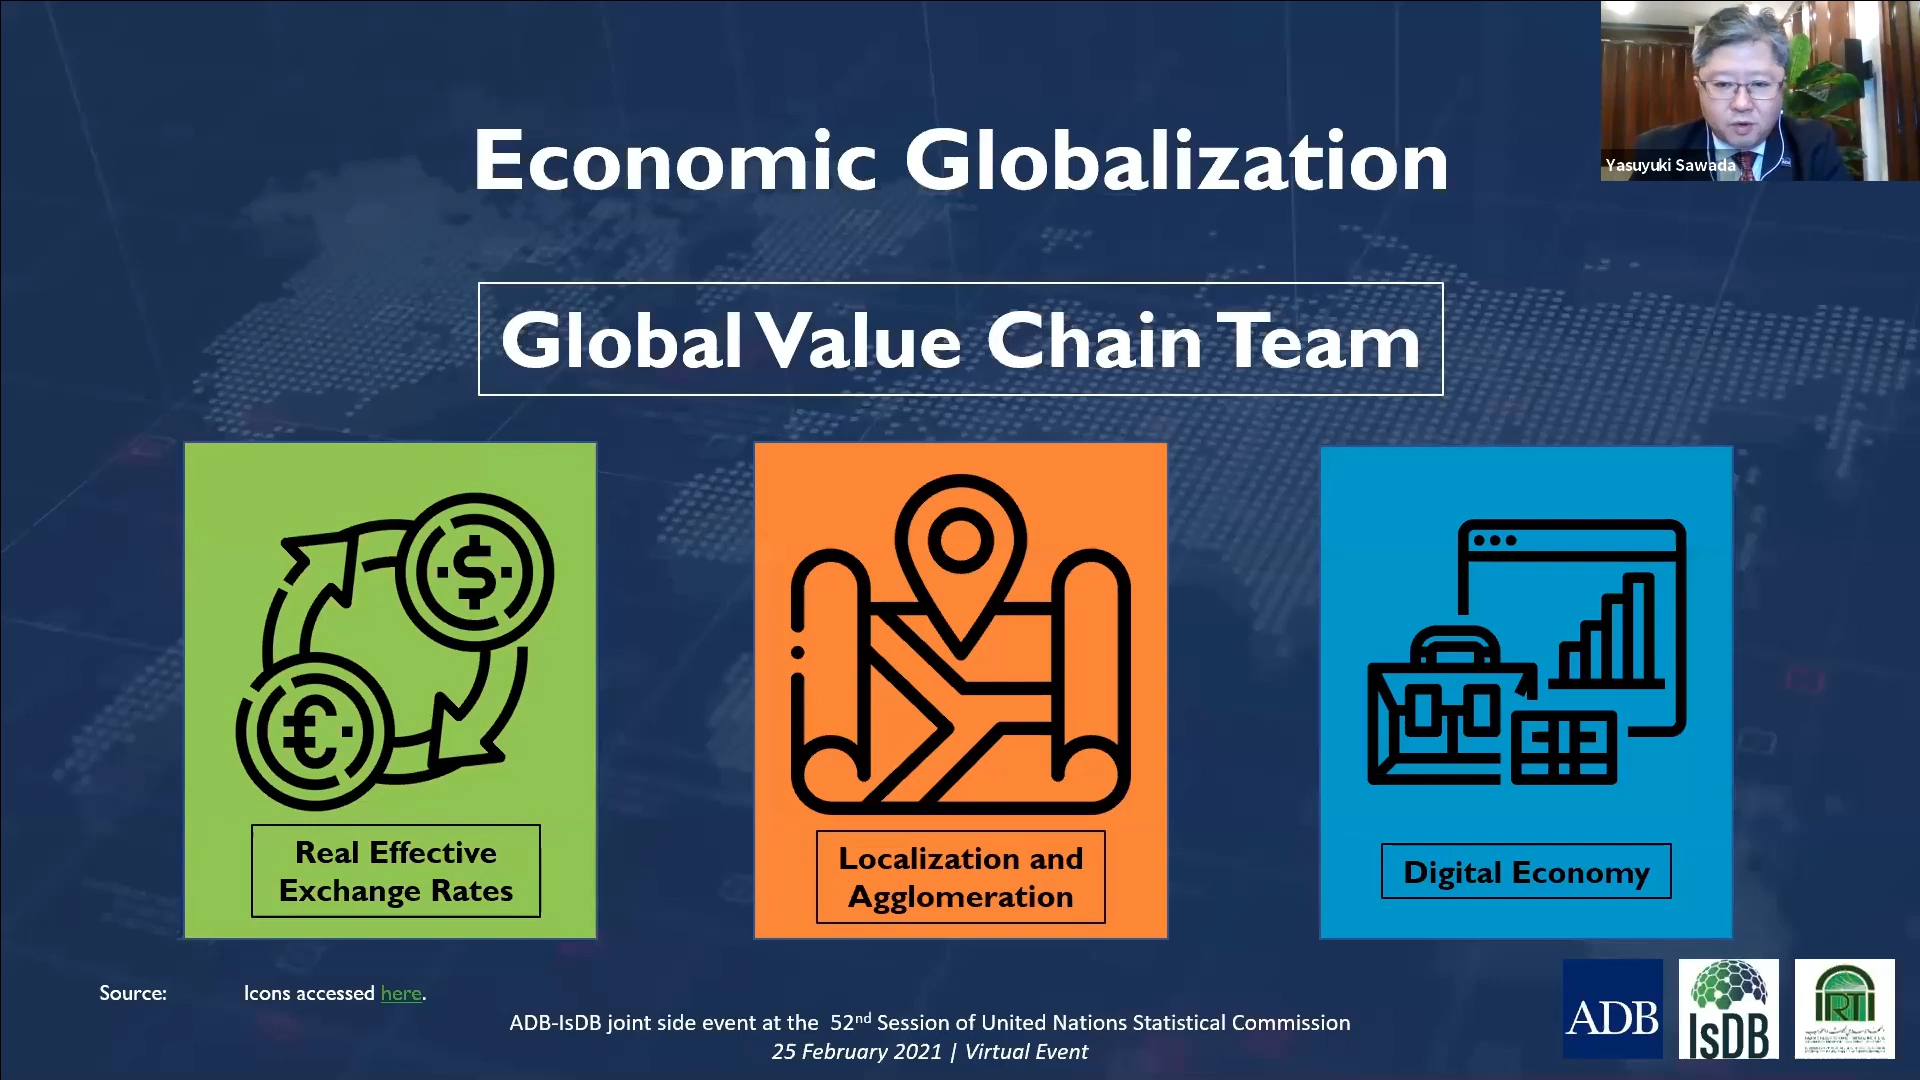 Yasuyuki Sawada
Economic Globalization
Global Value Chain Team
Real Effective
Exchange Rates
Localization and
Agglomeration
Digital Economy
Source: Icons accessed here.
ADB-IsDB joint side event at the 52nd Session of United Nations Statistical Commission
25 February 2021 | Virtual Event
ADB
IsDB
IRTI